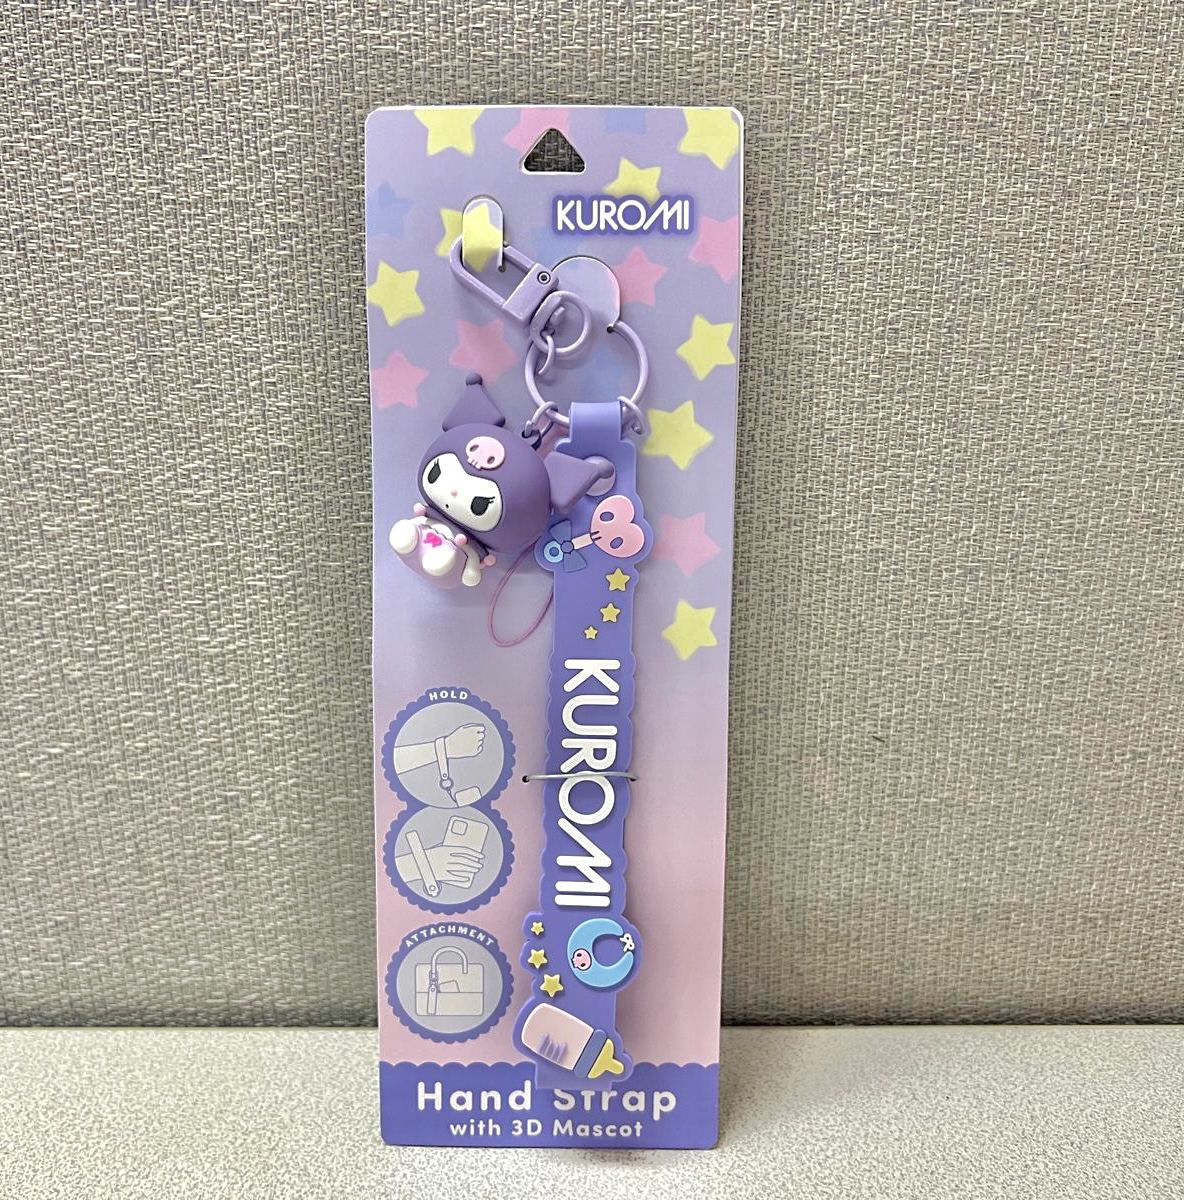 KUROMI
KUROMI
HOLD
ATTACHMENT
Hand Strap
with 3D Mascot